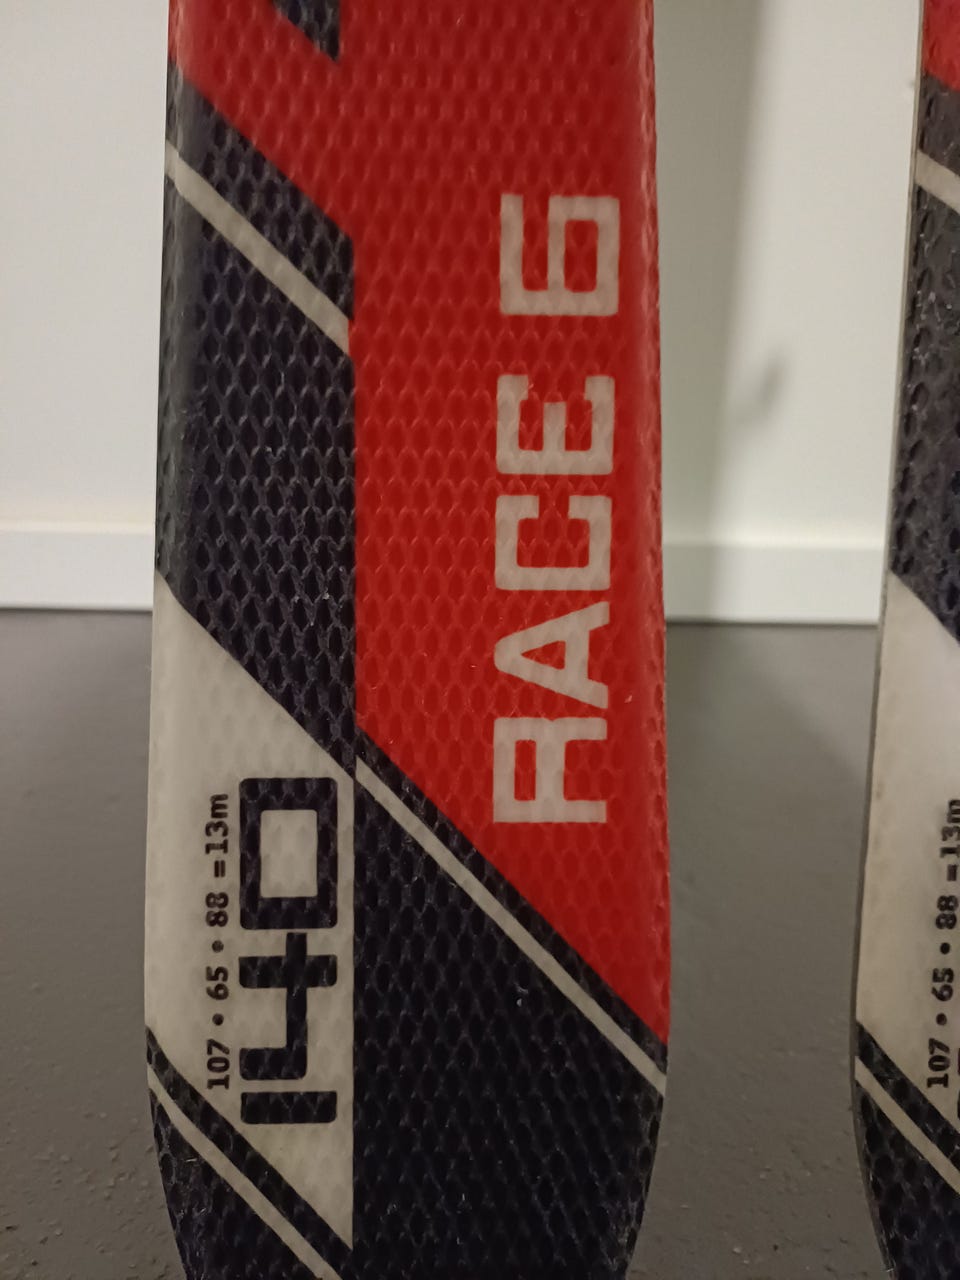 RACE 6
140
107 • 65 • 88 = 13m
107 • 65 • 88 = 13m